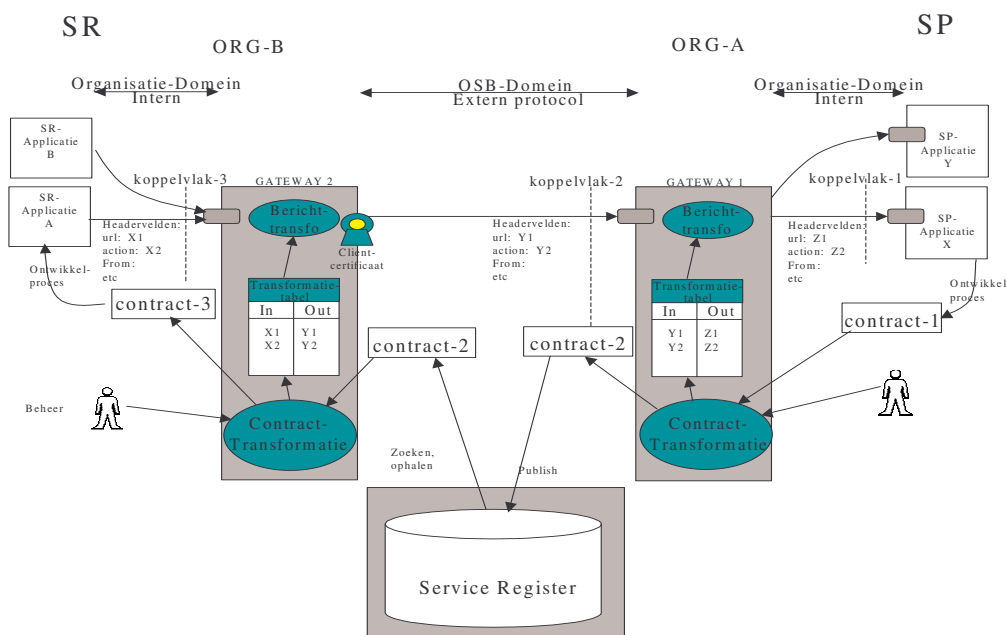 SR
SP
ORG-B
ORG-A
Organisatie-Domein
Intern
OSB-Domein
Extern protocol
Organisatie-Domein
Intern
SR-
Applicatie
B
SR-
Applicatie
A
koppelvlak-3
GATEWAY 2
Bericht-
transfo
Headervelden:
url: X1
action: X2
From:
etc
Client-
certificaat
Ontwikkel-
proces
contract-3
Transformatie-
tabel
In
Out
X1
Y1
X2
Y2
contract-2
Beheer
Contract-
Transformatie
Zoeken,
ophalen
koppelvlak-2
Headervelden:
url: Y1
action: Y2
From:
etc
contract-2
Publish
GATEWAY 1
Bericht-
transfo
Transformatie-
tabel
In
Out
Y1
Z1
Y2
Z2
Contract-
Transformatie
koppelvlak-1
Headervelden:
url: Z1
action: Z2
From:
etc
SP-
Applicatie
Y
SP-
Applicatie
X
Ontwikkel
proces
contract-1
Service Register